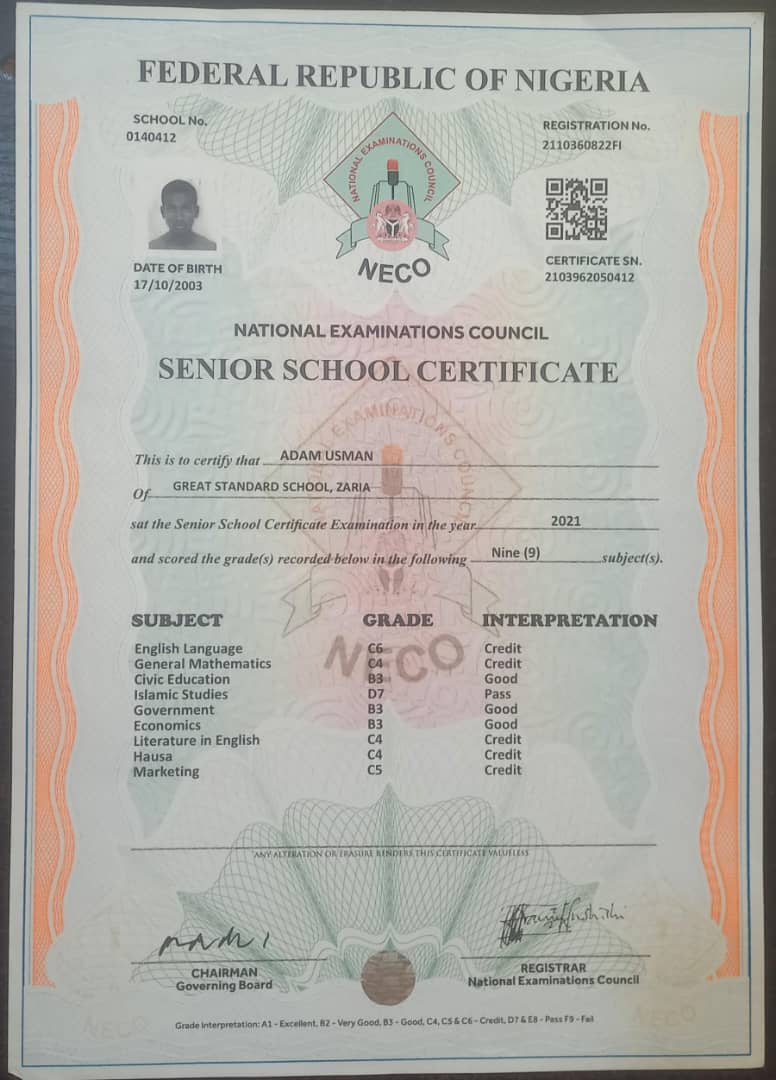 FEDERAL REPUBLIC OF NIGERIA
SCHOOL No.
0140412
REGISTRATION No.
2110360822FI
NATIONAL EXAMINATIONS COUNCIL
NECO
DATE OF BIRTH
17/10/2003
CERTIFICATE SN.
2103962050412
NATIONAL EXAMINATIONS COUNCIL
SENIOR SCHOOL CERTIFICATE
This is to certify that ADAM USMAN
Of GREAT STANDARD SCHOOL, ZARIA
sat the Senior School Certificate Examination in the year 2021
and scored the grade(s) recorded below in the following Nine (9) subject(s).
SUBJECT GRADE INTERPRETATION
English Language C6 Credit
General Mathematics C4 Credit
Civic Education B3 Good
Islamic Studies D7 Pass
Government B3 Good
Economics B3 Good
Literature in English C4 Credit
Hausa C4 Credit
Marketing C5 Credit
NECO
ANY ALTERATION OR ERASURE RENDERS THIS CERTIFICATE VALUELESS
CHAIRMAN
Governing Board
REGISTRAR
National Examinations Council
NECO
NECO
Grade Interpretation: A1 - Excellent, B2 - Very Good, B3 - Good, C4, C5 & C6 - Credit, D7 & E8 - Pass F9 - Fail